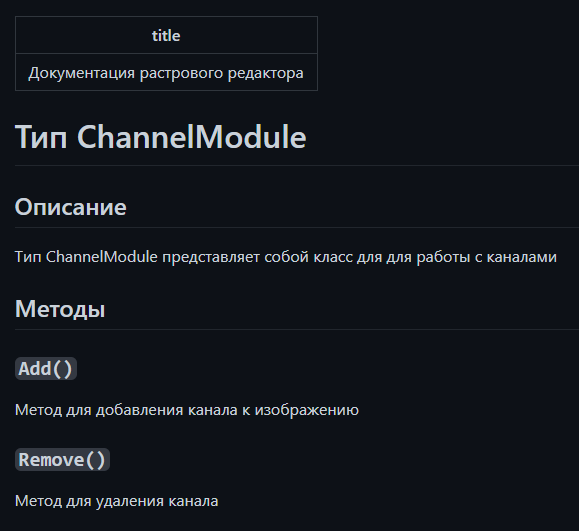 title
Документация растрового редактора
Тип ChannelModule
Описание
Тип ChannelModule представляет собой класс для для работы с каналами
Методы
Add()
Метод для добавления канала к изображению
Remove()
Метод для удаления канала